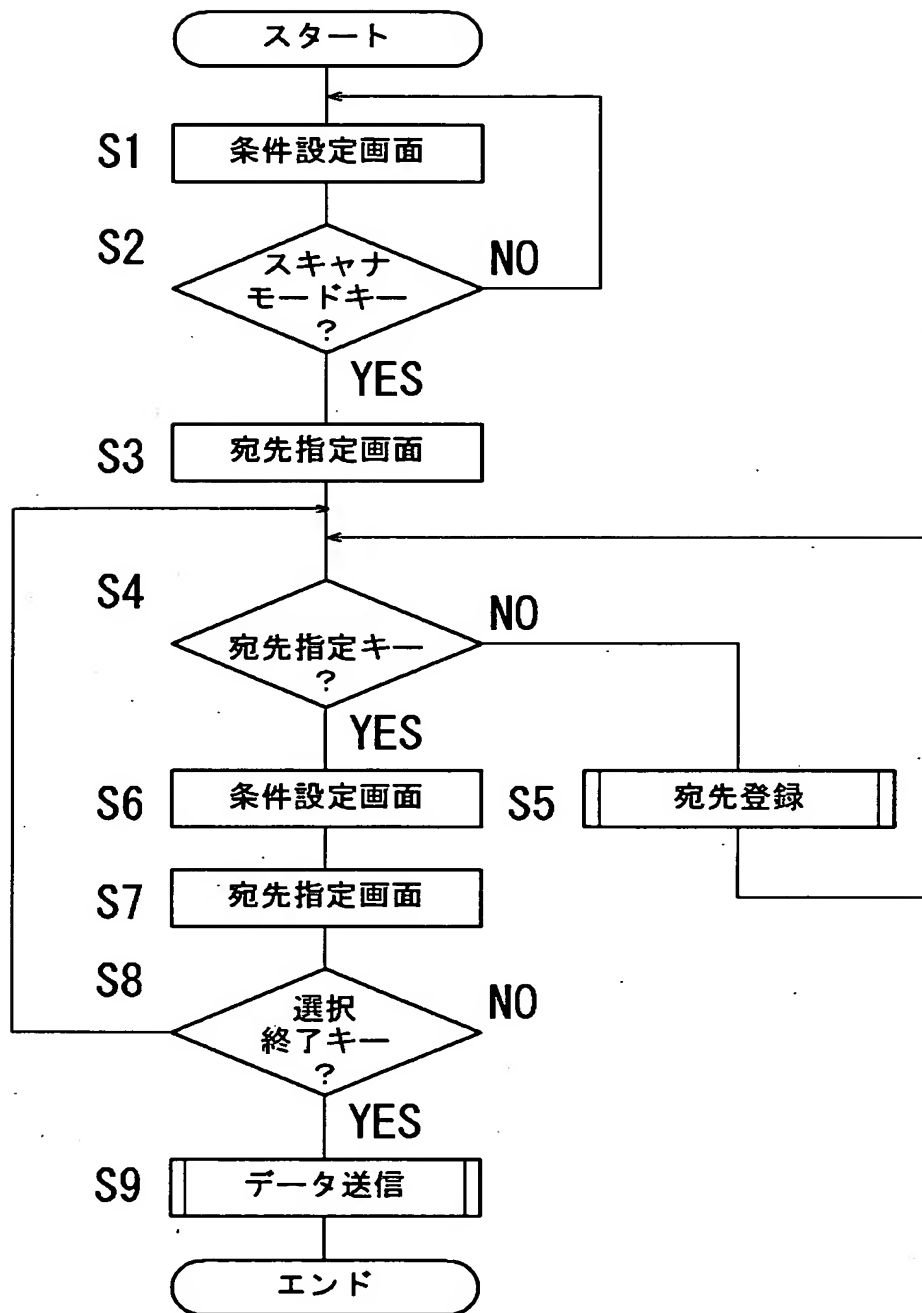 スタート
S1
条件設定画面
S2
スキャナ
モードキー
?
NO
YES
S3
宛先指定画面
S4
宛先指定キー
?
NO
YES
S6
条件設定画面
S5
宛先登録
S7
宛先指定画面
S8
選択
終了キー
?
NO
YES
S9
データ送信
エンド